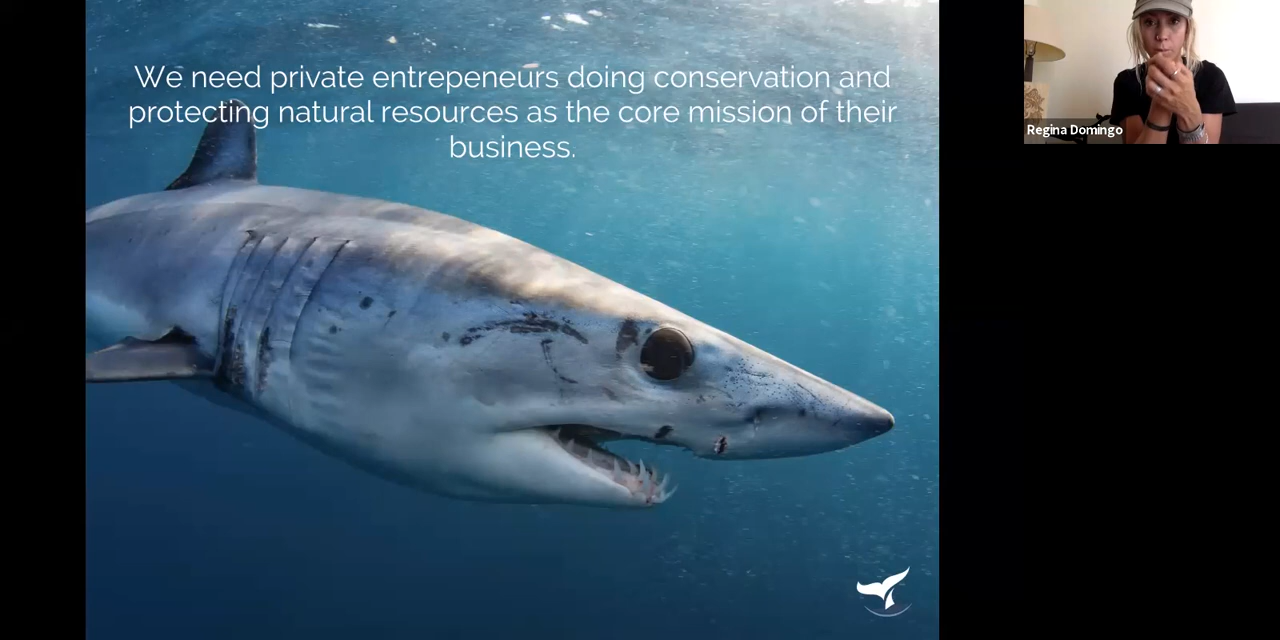 We need private entrepeneurs doing conservation and
protecting natural resources as the core mission of their
business.
Regina Domingo